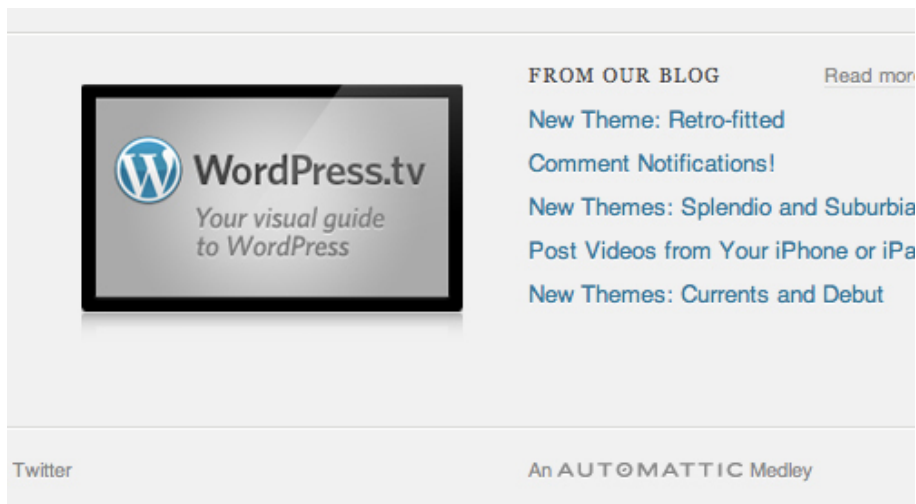 WordPress.tv
Your visual guide
to WordPress
FROM OUR BLOG
Read more
New Theme: Retro-fitted
Comment Notifications!
New Themes: Splendio and Suburbia
Post Videos from Your iPhone or iPa
New Themes: Currents and Debut
Twitter
An AUTOMATTIC Medley